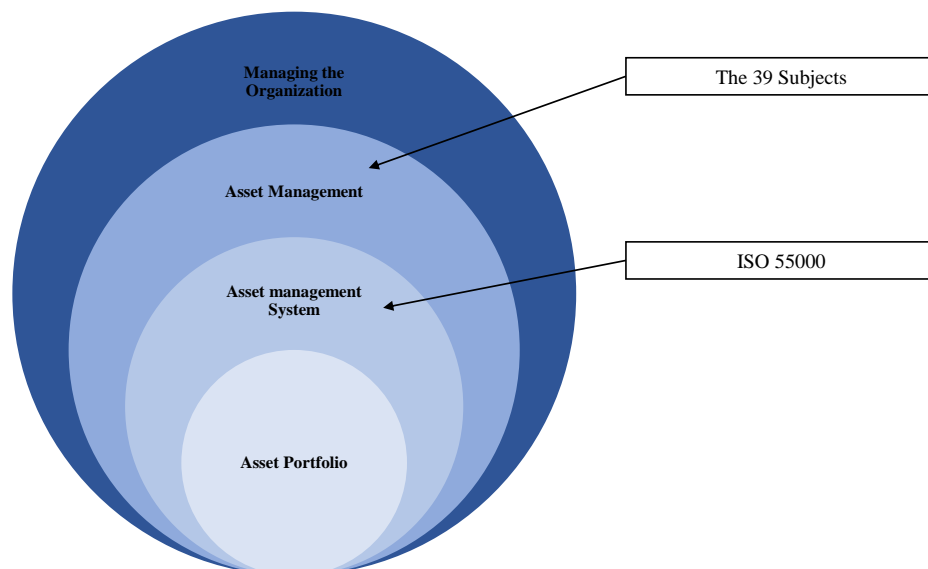 Managing the
Organization
The 39 Subjects
Asset Management
ISO 55000
Asset management
System
Asset Portfolio